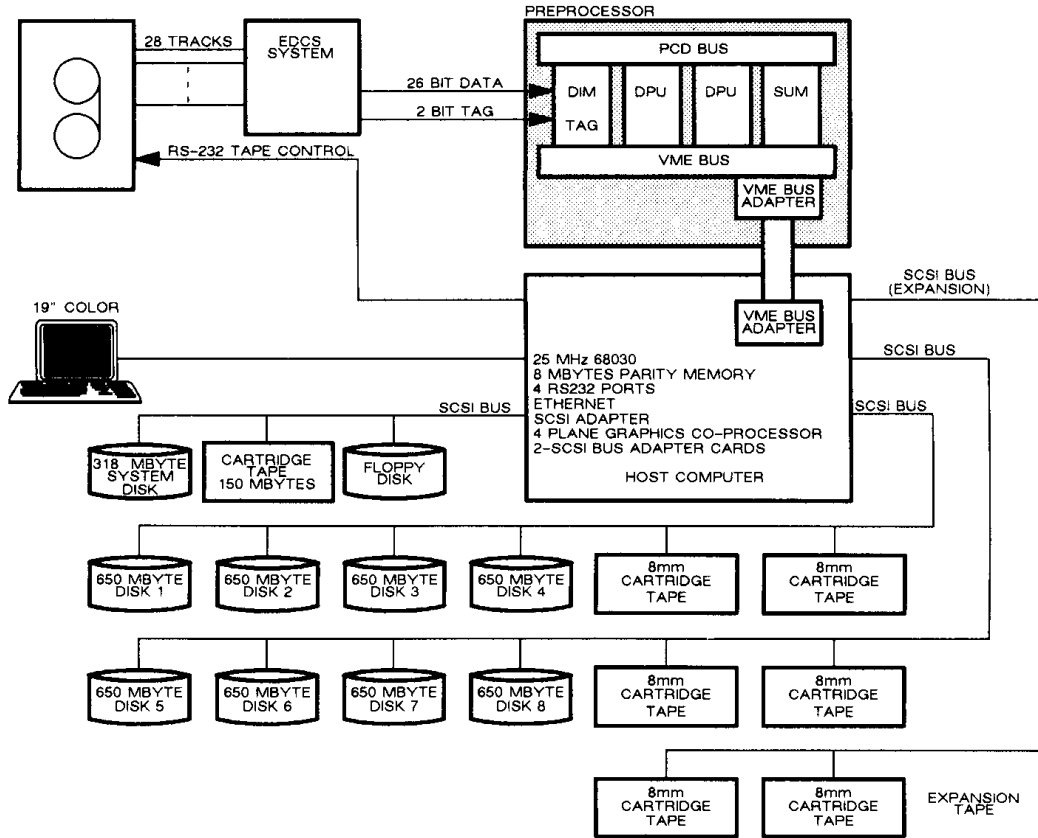 PREPROCESSOR
28 TRACKS
EDCS
SYSTEM
PCD BUS
26 BIT DATA
2 BIT TAG
DIM
TAG
DPU
DPU
SUM
RS-232 TAPE CONTROL
VME BUS
VME BUS
ADAPTER
SCSI BUS
(EXPANSION)
19" COLOR
VME BUS
ADAPTER
SCSI BUS
25 MHz 68030
8 MBYTES PARITY MEMORY
4 RS232 PORTS
ETHERNET
SCSI ADAPTER
4 PLANE GRAPHICS CO-PROCESSOR
2-SCSI BUS ADAPTER CARDS
HOST COMPUTER
SCSI BUS
SCSI BUS
318 MBYTE
SYSTEM
DISK
CARTRIDGE
TAPE
150 MBYTES
FLOPPY
DISK
650 MBYTE
DISK 1
650 MBYTE
DISK 2
650 MBYTE
DISK 3
650 MBYTE
DISK 4
8mm
CARTRIDGE
TAPE
8mm
CARTRIDGE
TAPE
650 MBYTE
DISK 5
650 MBYTE
DISK 6
650 MBYTE
DISK 7
650 MBYTE
DISK 8
8mm
CARTRIDGE
TAPE
8mm
CARTRIDGE
TAPE
8mm
CARTRIDGE
TAPE
8mm
CARTRIDGE
TAPE
EXPANSION
TAPE